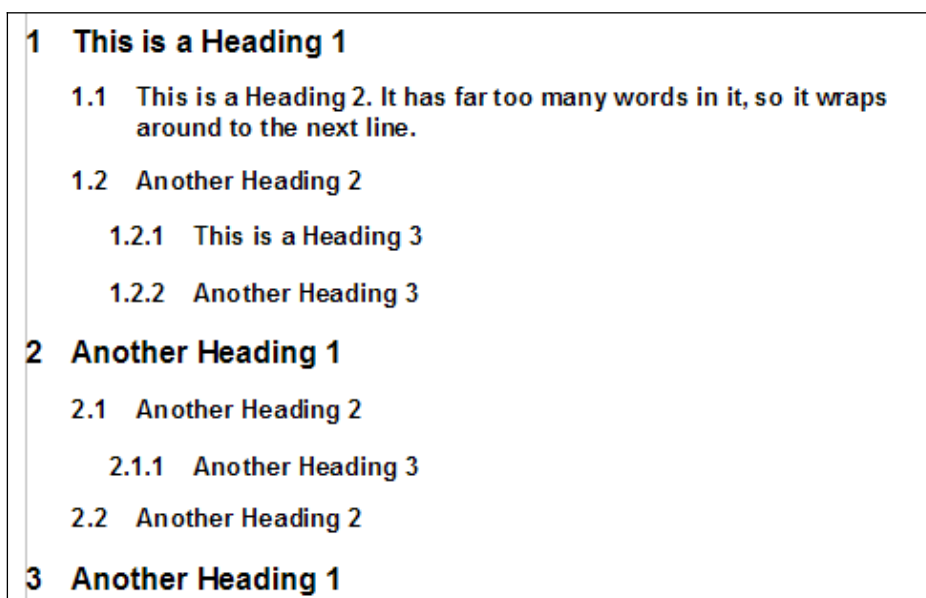 1 This is a Heading 1
1.1 This is a Heading 2. It has far too many words in it, so it wraps
around to the next line.
1.2 Another Heading 2
1.2.1 This is a Heading 3
1.2.2 Another Heading 3
2 Another Heading 1
2.1 Another Heading 2
2.1.1 Another Heading 3
2.2 Another Heading 2
3 Another Heading 1